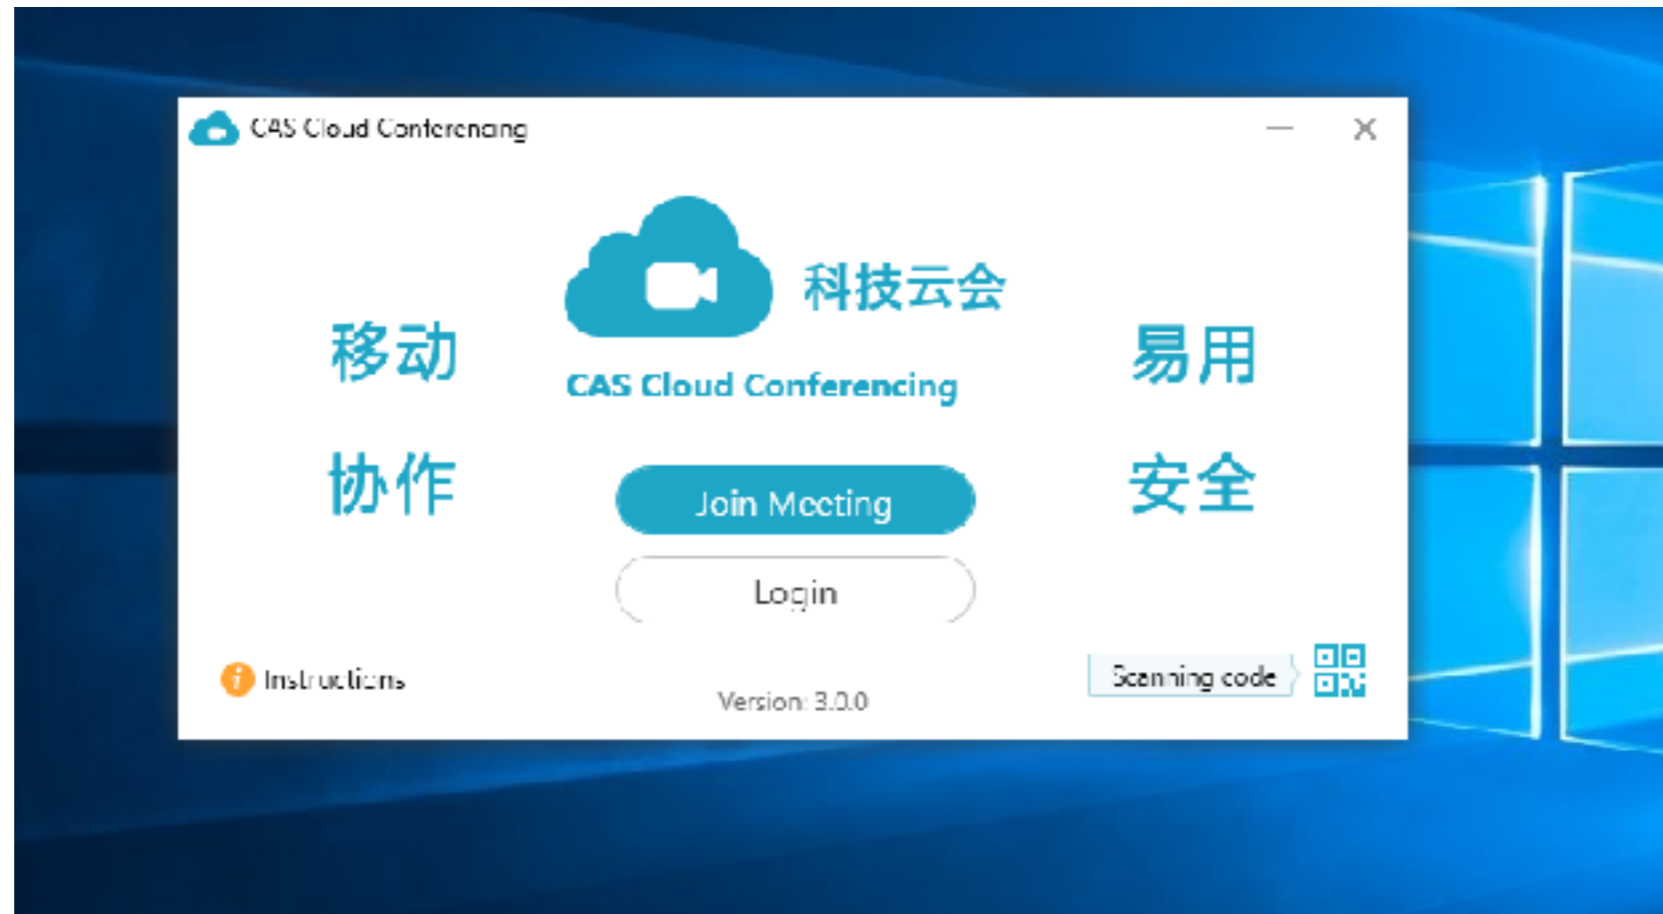 CAS Cloud Conferencing
科技云会
移动
易用
CAS Cloud Conferencing
协作
安全
Join Meeting
Login
Instructions
Scanning code
Version: 3.0.0